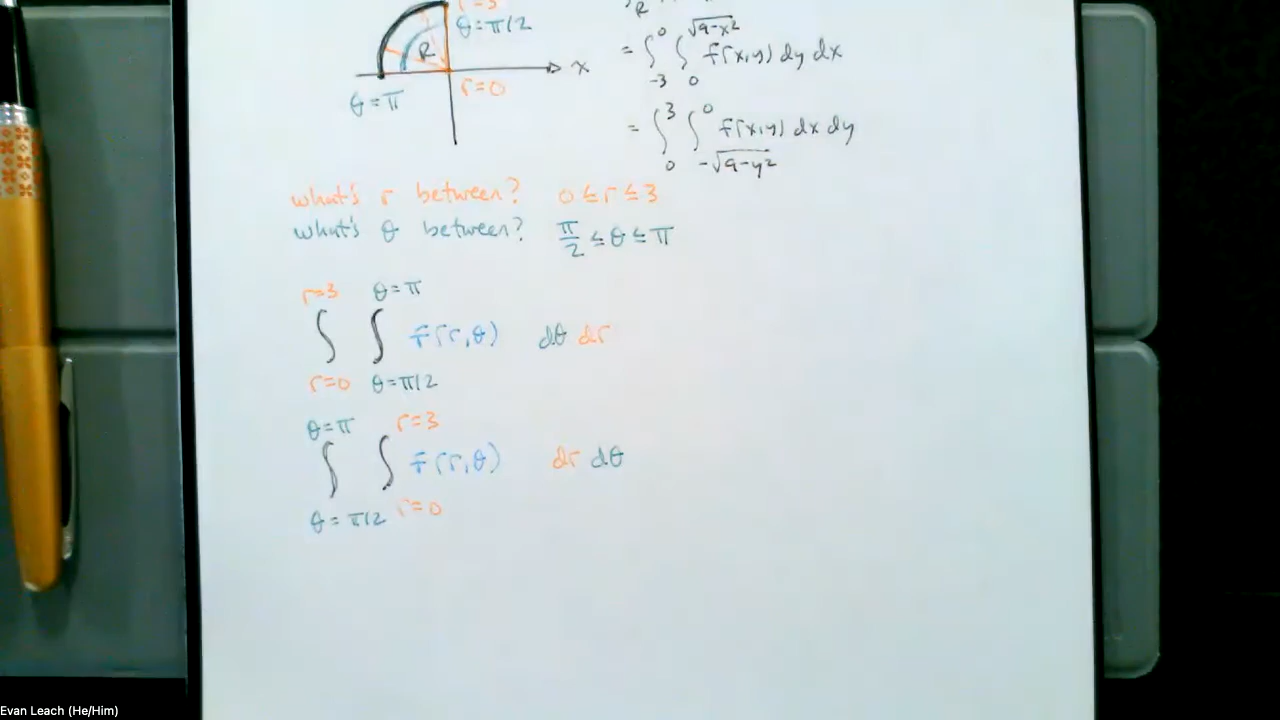 r=3
θ=π/2
R
x
θ=π
r=0
R
= ∫_{-3}^{0} ∫_{0}^{√(9-x²)} f(x,y) dy dx
= ∫_{0}^{3} ∫_{-√(9-y²)}^{0} f(x,y) dx dy
what's r between? 0 ≤ r ≤ 3
what's θ between? π/2 ≤ θ ≤ π
r=3 θ=π
∫ ∫ f(r,θ) dθ dr
r=0 θ=π/2
θ=π r=3
∫ ∫ f(r,θ) dr dθ
θ=π/2 r=0
Evan Leach (He/Him)